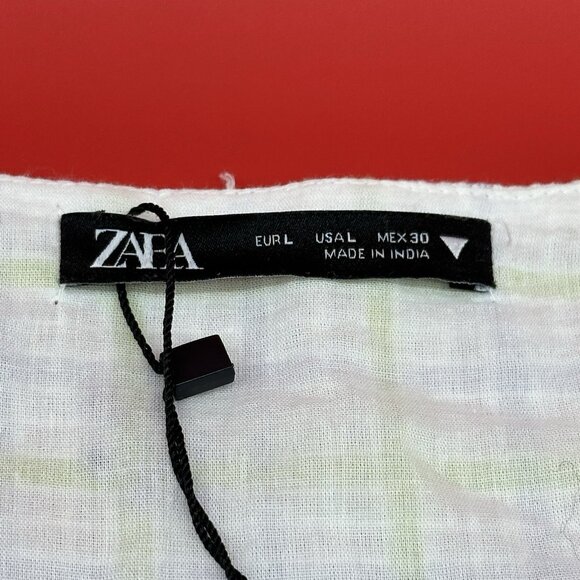 ZARA
EUR L USA L MEX 30
MADE IN INDIA